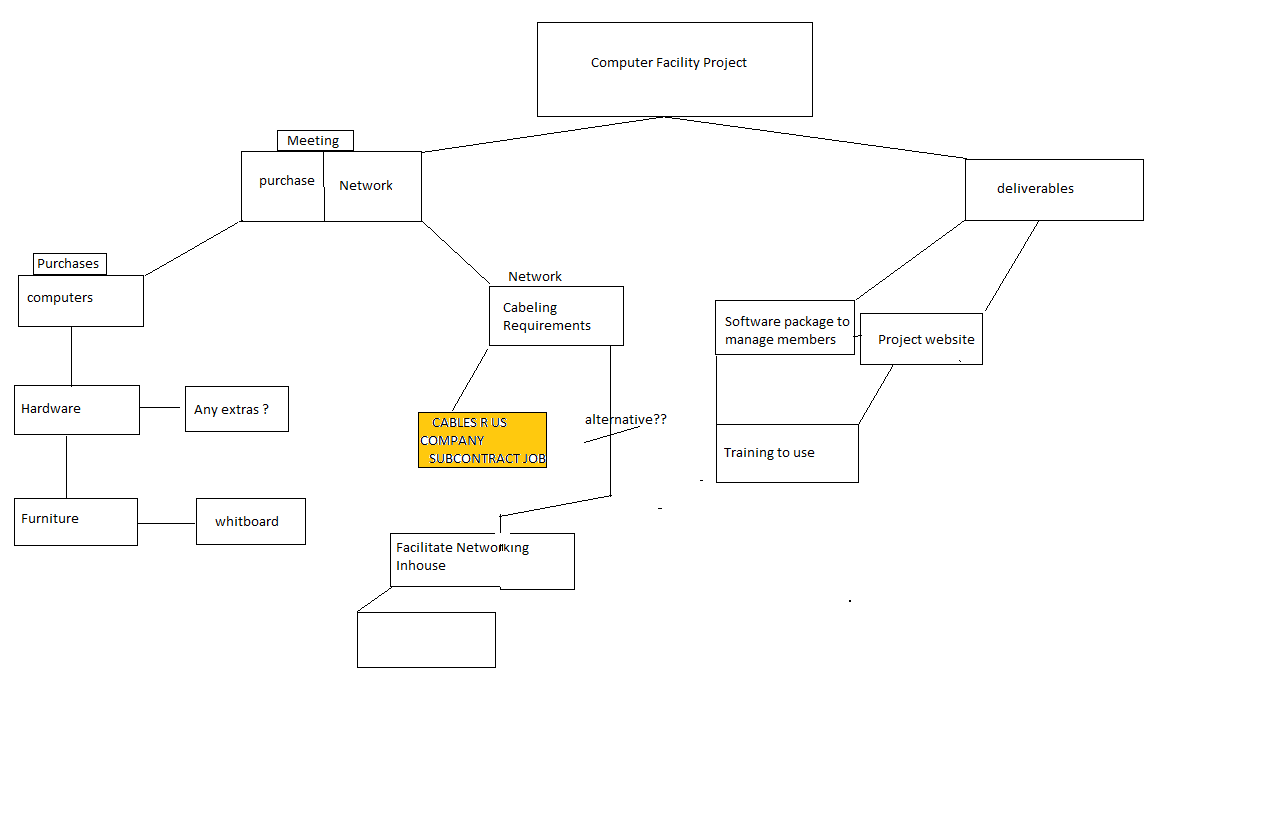 Computer Facility Project
Meeting
purchase
Network
deliverables
Purchases
computers
Network
Cabeling
Requirements
Software package to
manage members
Project website
Hardware
Any extras ?
CABLES R US
COMPANY
SUBCONTRACT JOB
alternative??
Training to use
Furniture
whitboard
Facilitate Networking
Inhouse